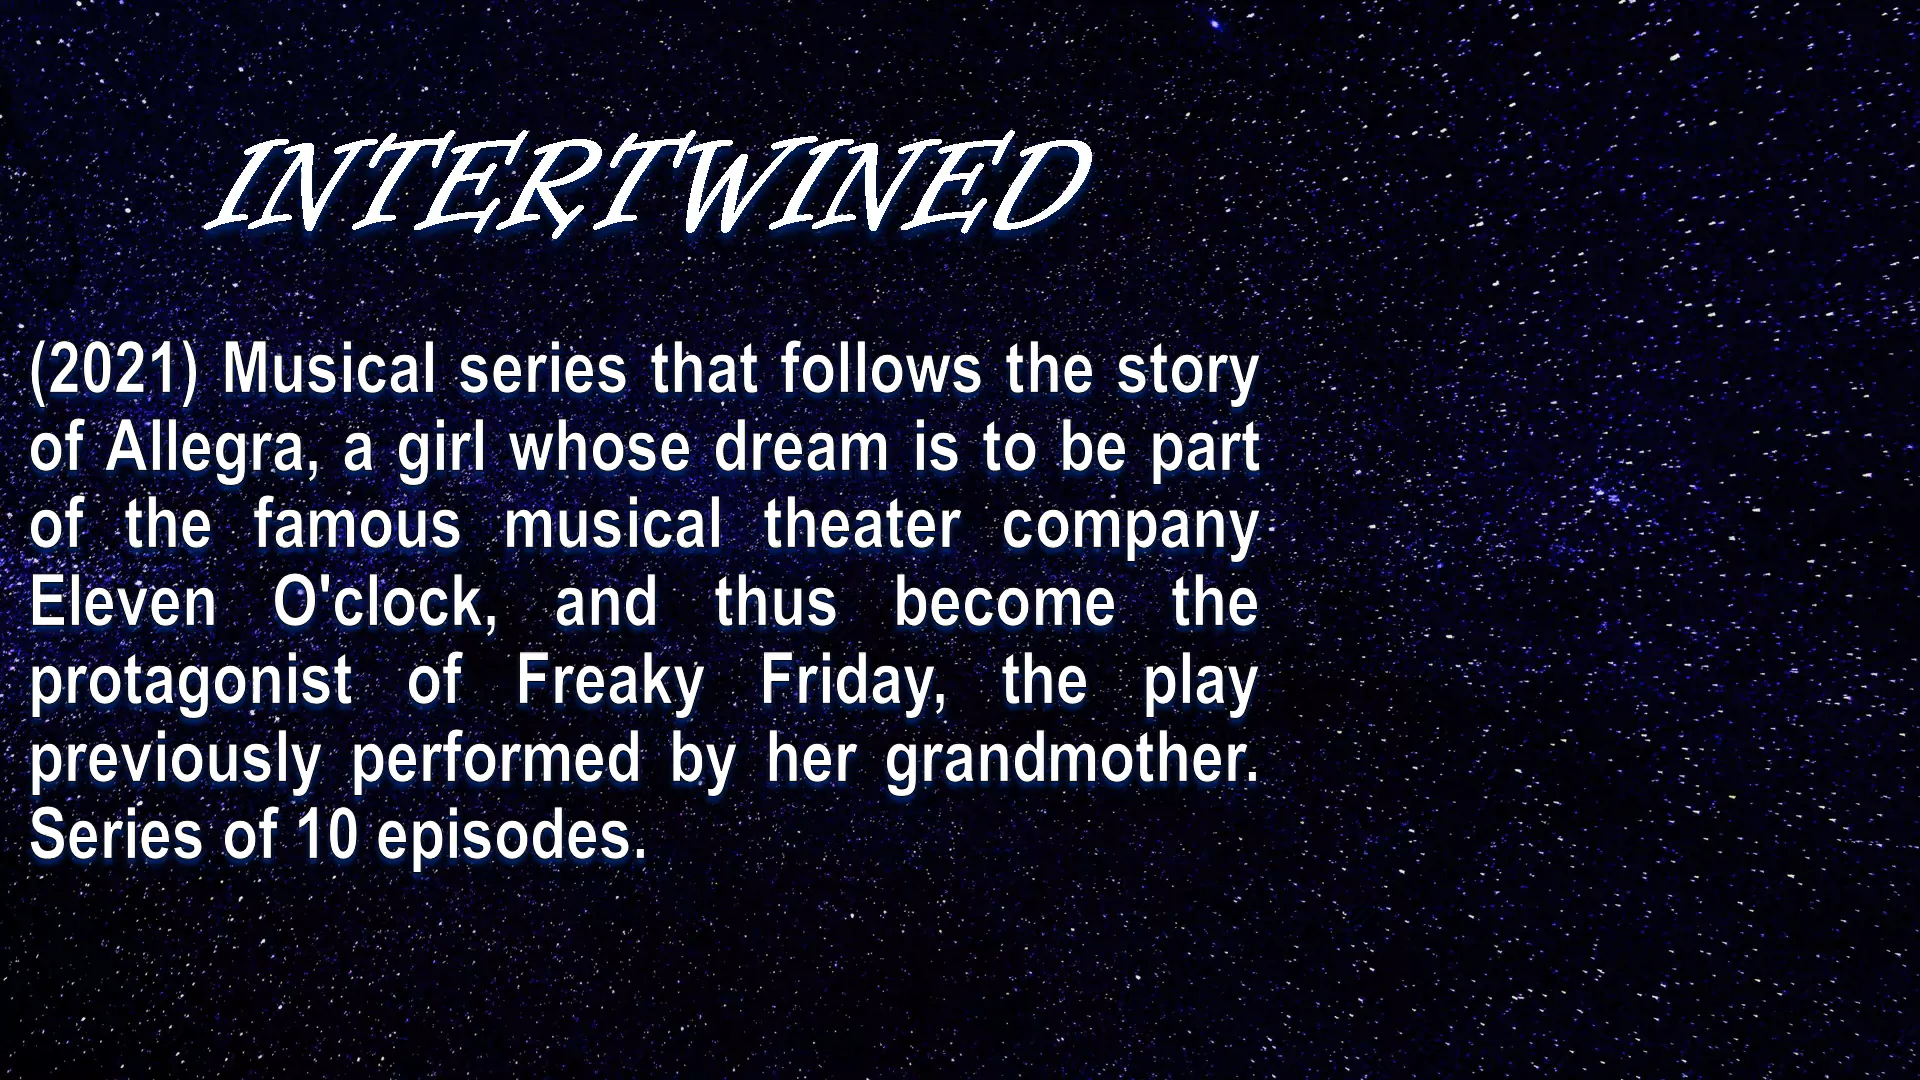 INTERTWINED
(2021) Musical series that follows the story
of Allegra, a girl whose dream is to be part
of the famous musical theater company
Eleven O'clock, and thus become the
protagonist of Freaky Friday, the play
previously performed by her grandmother.
Series of 10 episodes.